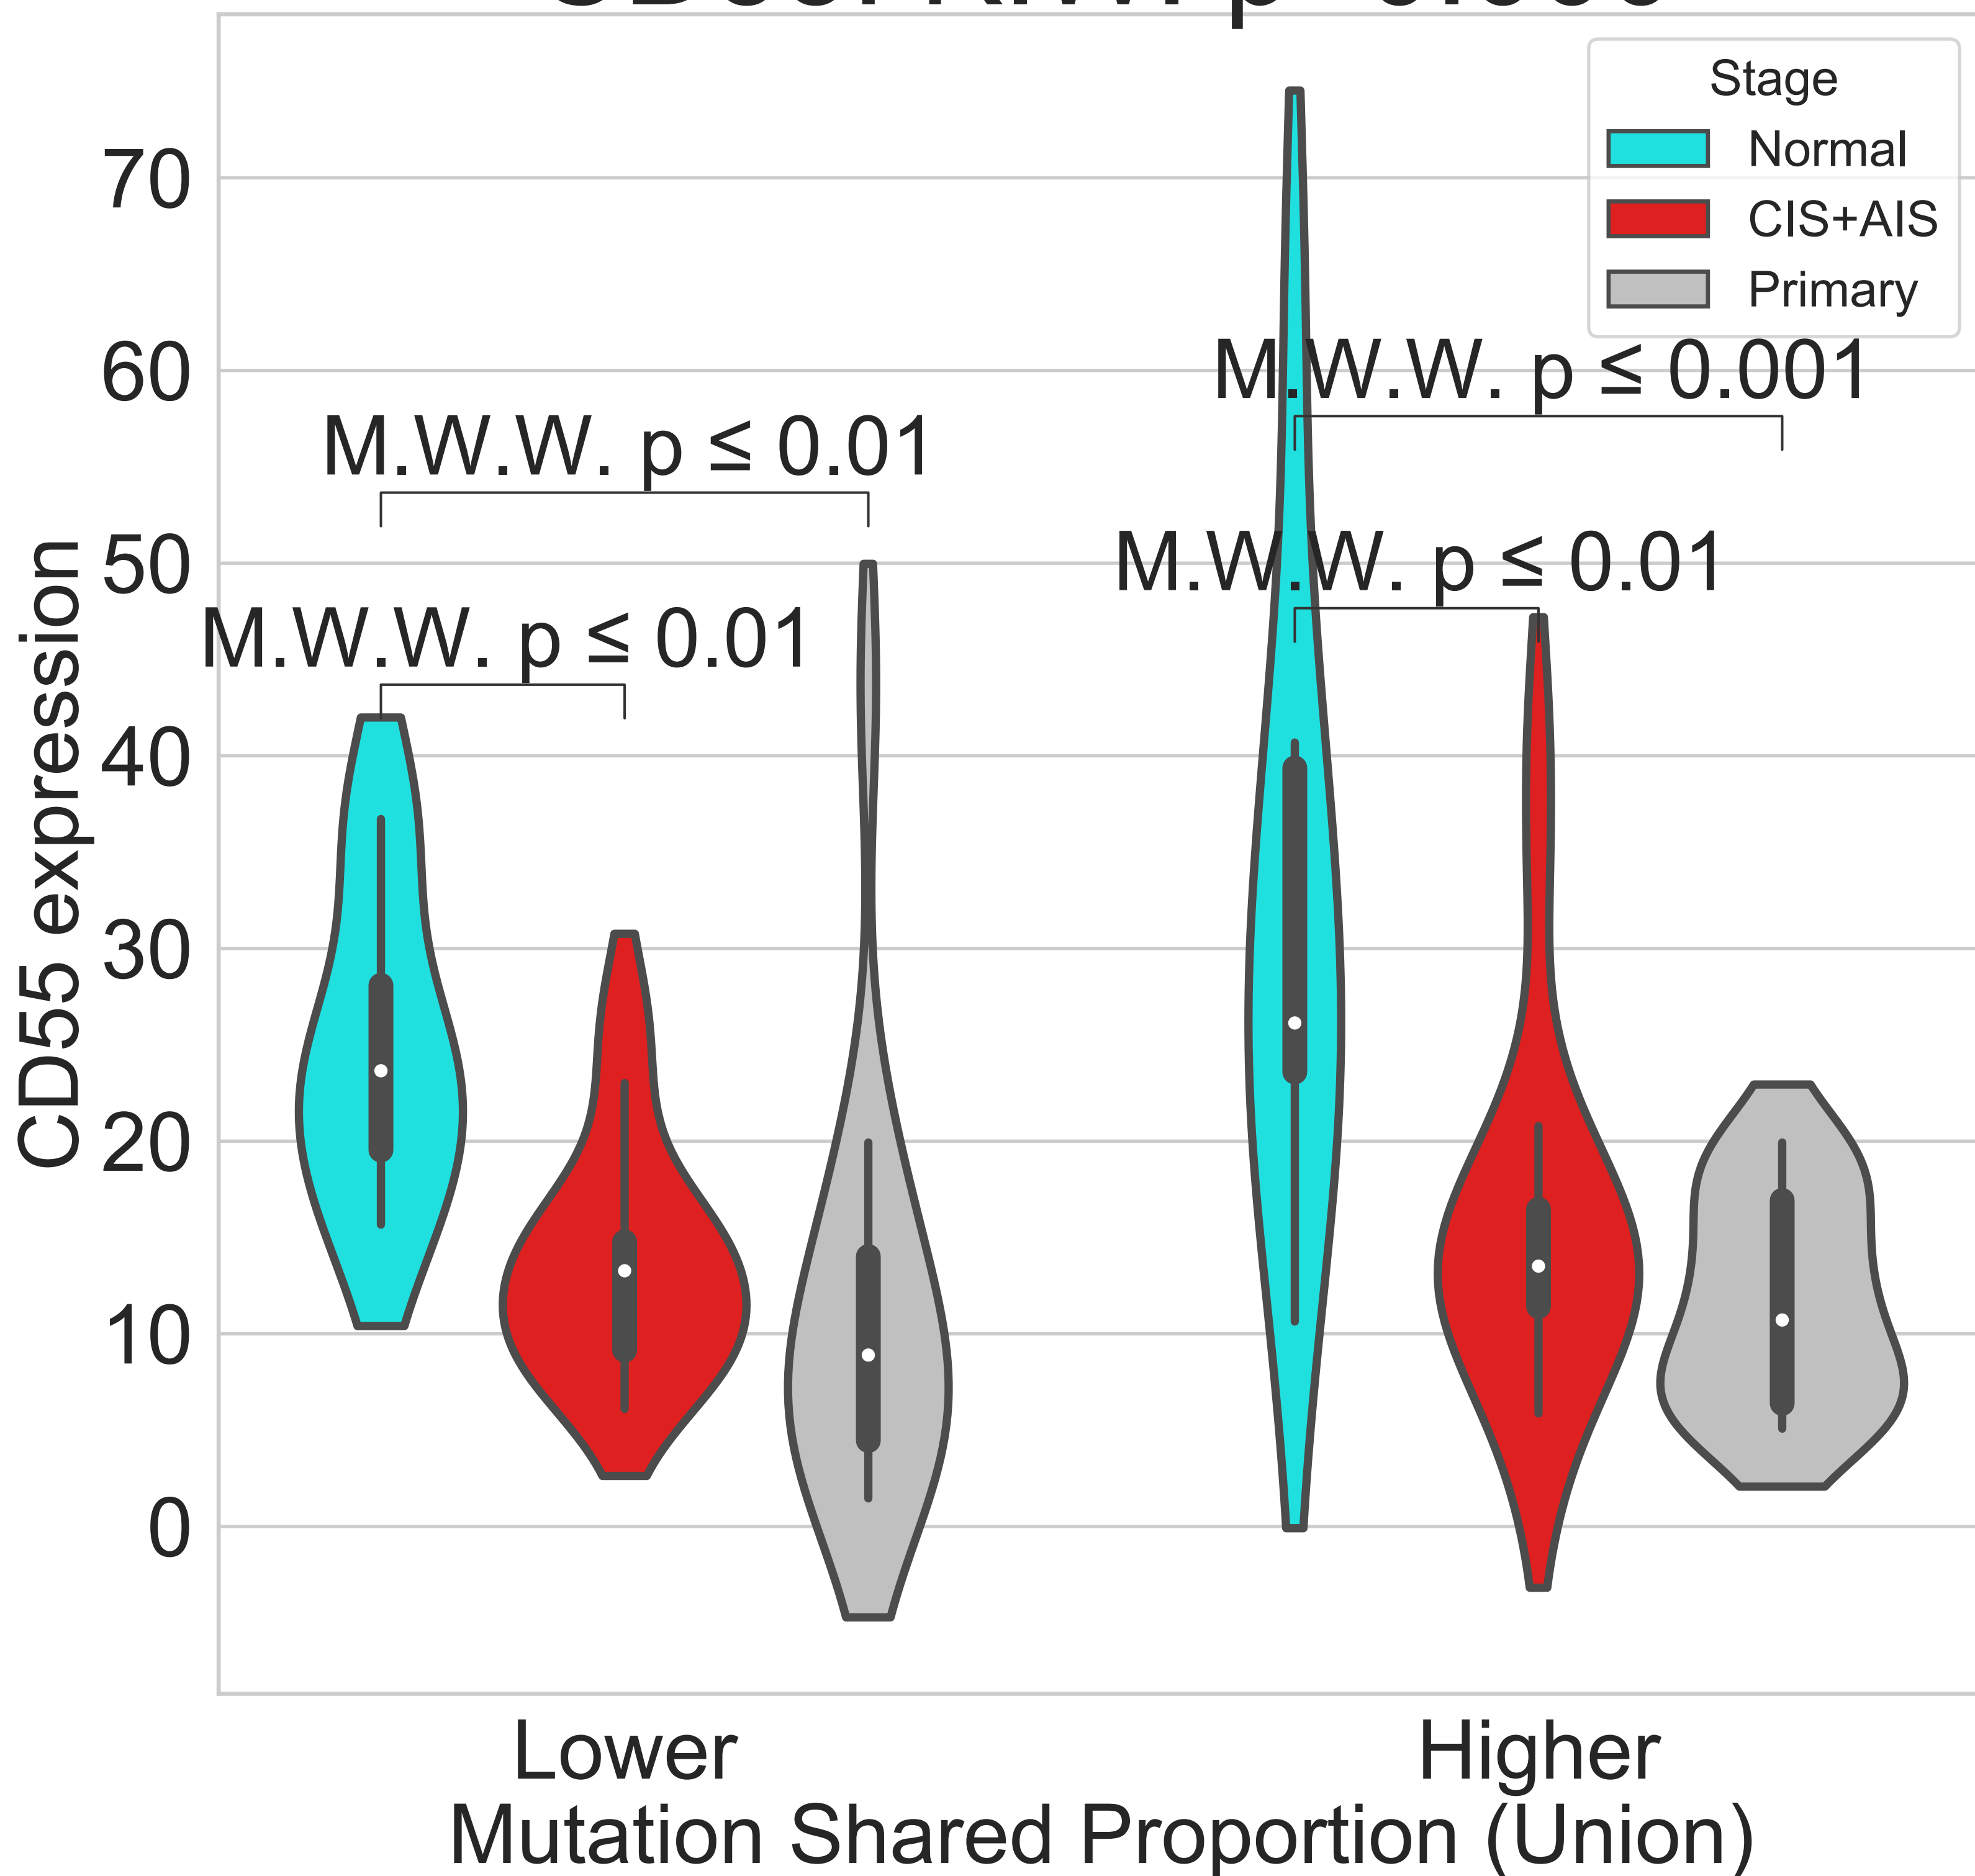 Stage
Normal
CIS+AIS
Primary
70
60
50
40
30
20
10
0
CD55 expression
M.W.W. p ≤ 0.001
M.W.W. p ≤ 0.01
M.W.W. p ≤ 0.01
M.W.W. p ≤ 0.01
Lower
Higher
Mutation Shared Proportion (Union)